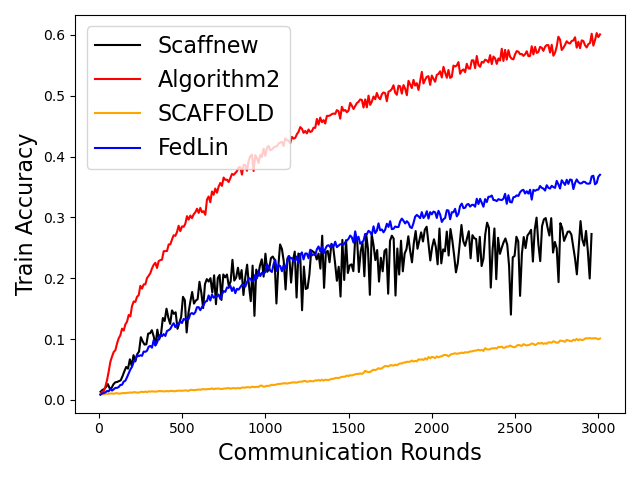 Scaffnew
Algorithm2
SCAFFOLD
FedLin
0.6
0.5
0.4
0.3
0.2
0.1
0.0
Train Accuracy
0 500 1000 1500 2000 2500 3000
Communication Rounds